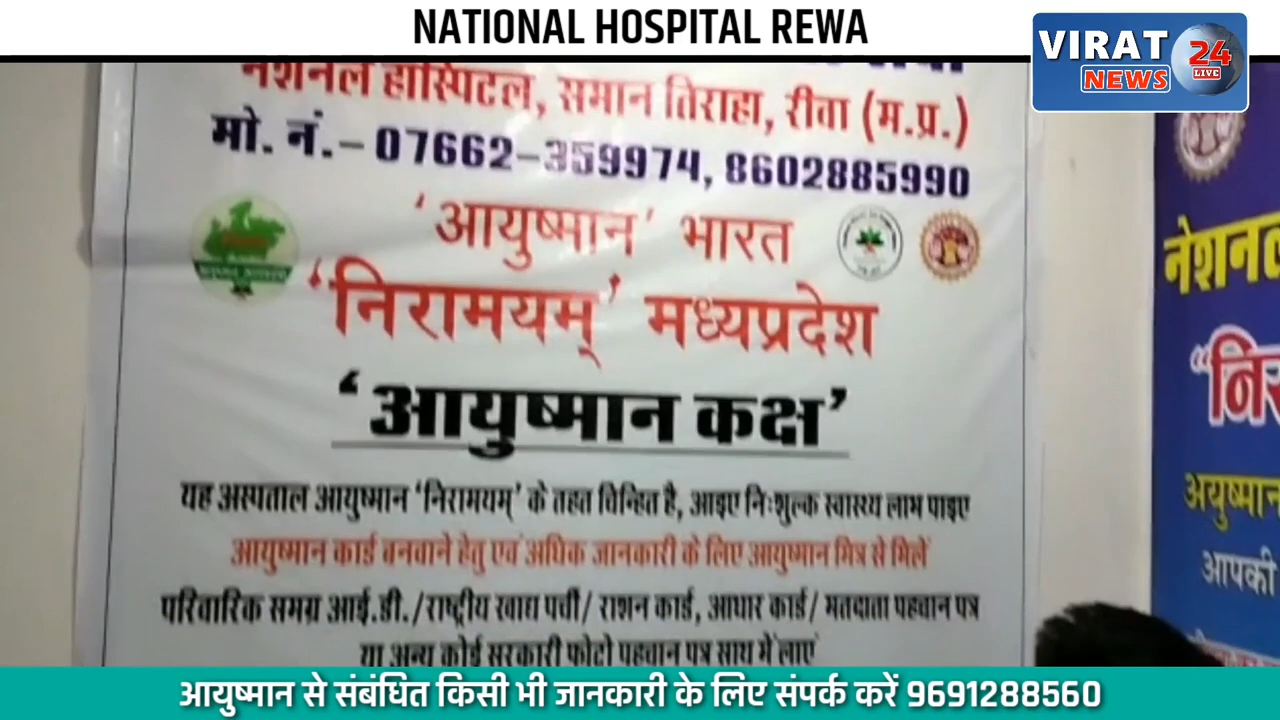 NATIONAL HOSPITAL REWA
VIRAT
24
NEWS
LIVE
नेशनल हास्पिटल, समान तिराहा, रीवा (म.प्र.)
मो. नं.– 07662-359974, 8602885990
'आयुष्मान' भारत
'निरामयम्' मध्यप्रदेश
'आयुष्मान कक्ष'
यह अस्पताल आयुष्मान 'निरामयम्' के तहत चिन्हित है, आइए निःशुल्क स्वास्थ्य लाभ पाइए
आयुष्मान कार्ड बनवाने हेतु एवं अधिक जानकारी के लिए आयुष्मान मित्र से मिलें
परिवारिक समग्र आई.डी./राष्ट्रीय खाद्य पर्ची/ राशन कार्ड, आधार कार्ड/ मतदाता पहचान पत्र
या अन्य कोई सरकारी फोटो पहचान पत्र साथ में लाएं
नेशनल
"निर
अयुष्मान
आपकी
आयुष्मान से संबंधित किसी भी जानकारी के लिए संपर्क करें 9691288560